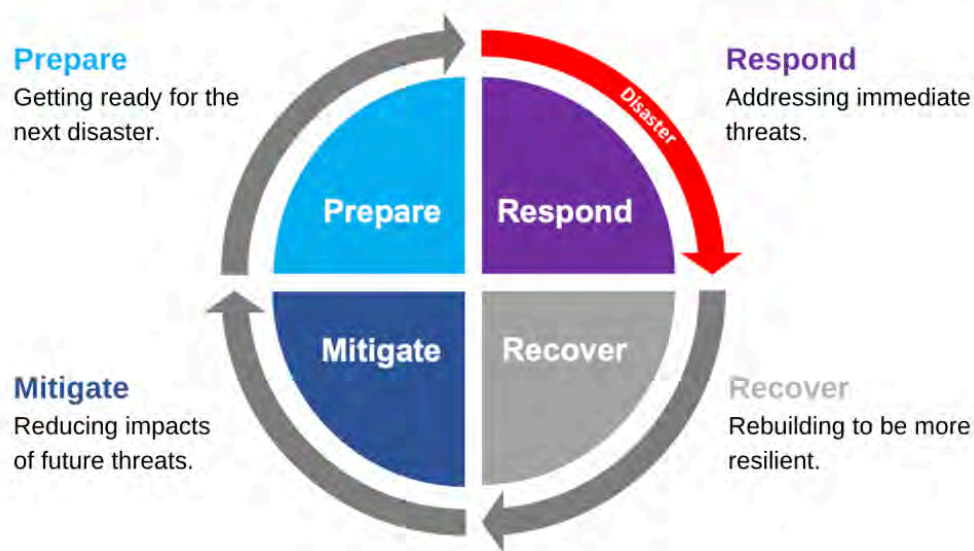 Prepare
Getting ready for the
next disaster.
Respond
Addressing immediate
threats.
Disaster
Prepare
Respond
Mitigate
Recover
Mitigate
Reducing impacts
of future threats.
Recover
Rebuilding to be more
resilient.